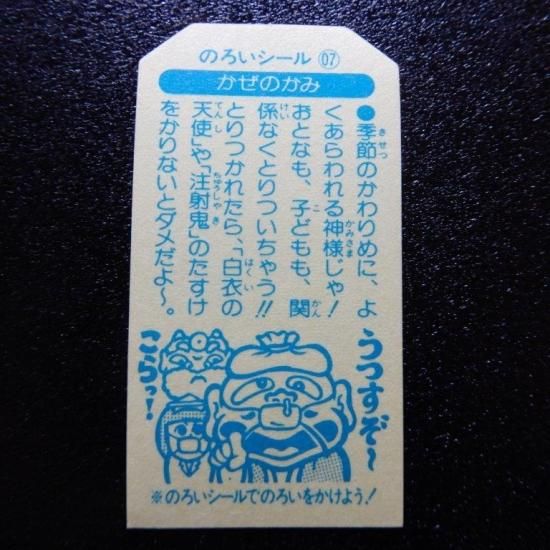 のろいシール 07
かぜのかみ
●季節のかわりめに、よ
くあらわれる神様じゃ!
おとなも、子どもも、関
係なくとりついちゃう!!
とりつかれたら、「白衣の
天使」や「注射鬼」のたすけ
をかりないとダメだよ〜。
うつすぞ〜
こらっ!
※のろいシールでのろいをかけよう!